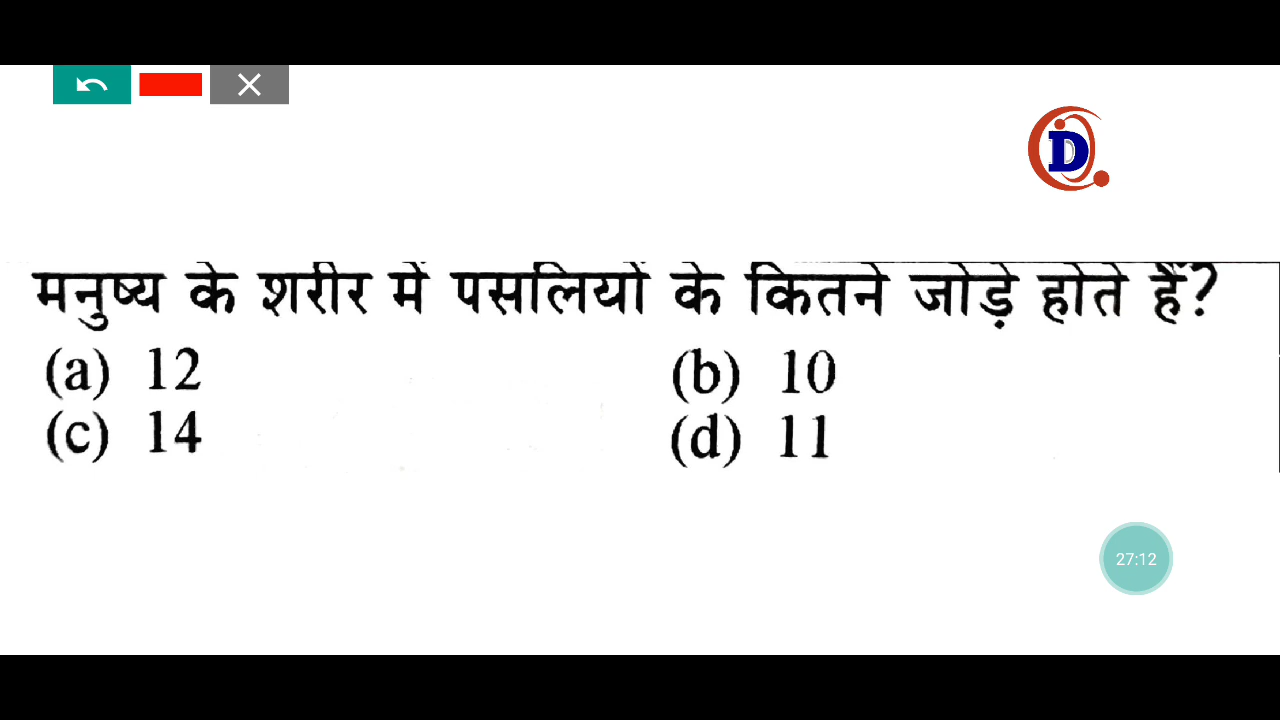 D
मनुष्य के शरीर में पसलियों के कितने जोड़े होते हैं?
(a) 12 (b) 10
(c) 14 (d) 11
27:12